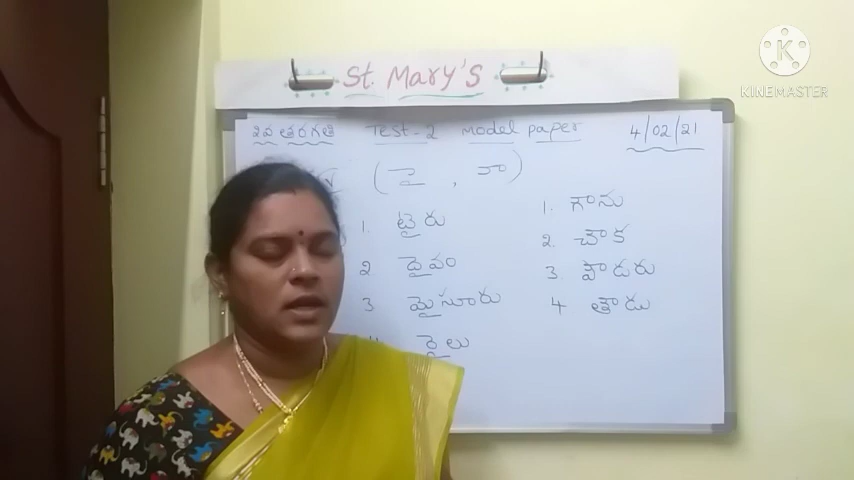 St. Mary's
KINEMASTER
2వ తరగతి Test-2 model paper 4/02/21
( ై , ౌ )
1. టైరు
2 దైవం
3 మైసూరు
రైలు
1. గౌను
2. చౌక
3. పౌడరు
4 తౌడు